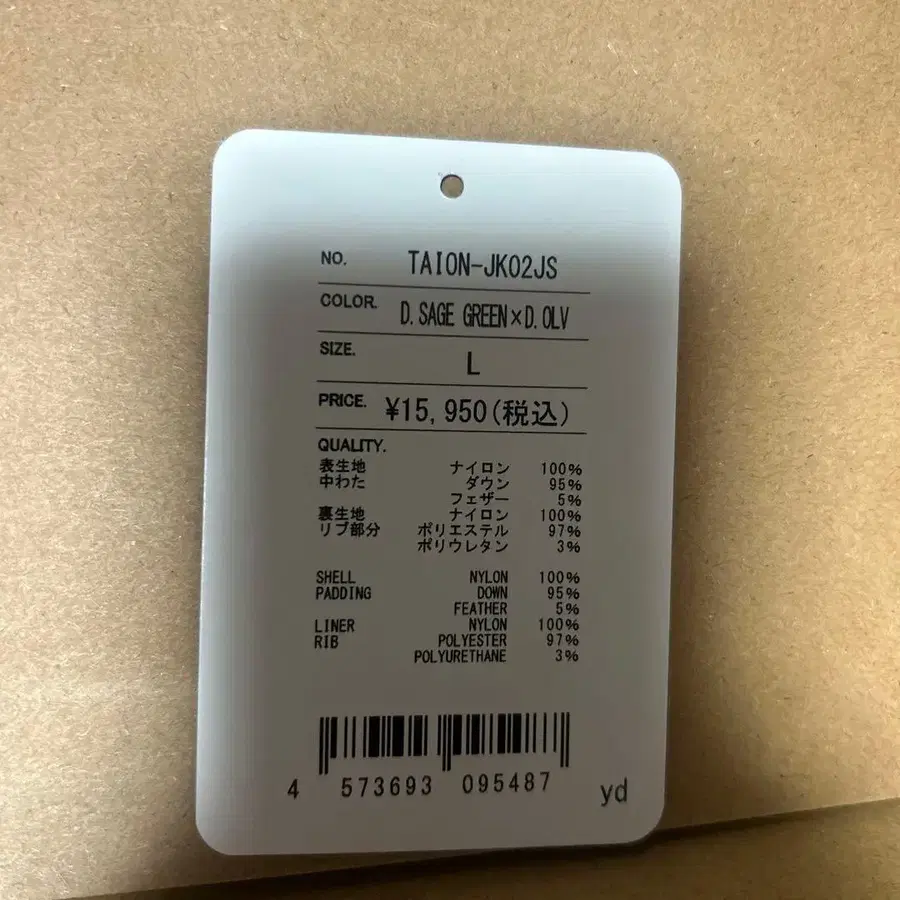 NO. TAION-JK02JS
COLOR. D.SAGE GREEN×D.OLV
SIZE. L
PRICE. ¥15,950(税込)
QUALITY.
表生地 ナイロン 100%
中わた ダウン 95%
フェザー 5%
裏生地 ナイロン 100%
リブ部分 ポリエステル 97%
ポリウレタン 3%
SHELL NYLON 100%
PADDING DOWN 95%
FEATHER 5%
LINER NYLON 100%
RIB POLYESTER 97%
POLYURETHANE 3%
4 573693 095487 yd